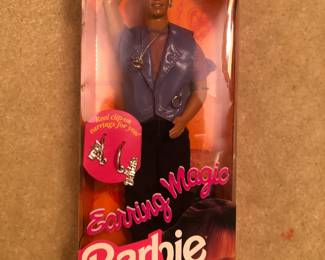 Real clip-on
earrings for you!
Earring Magic
Barbie